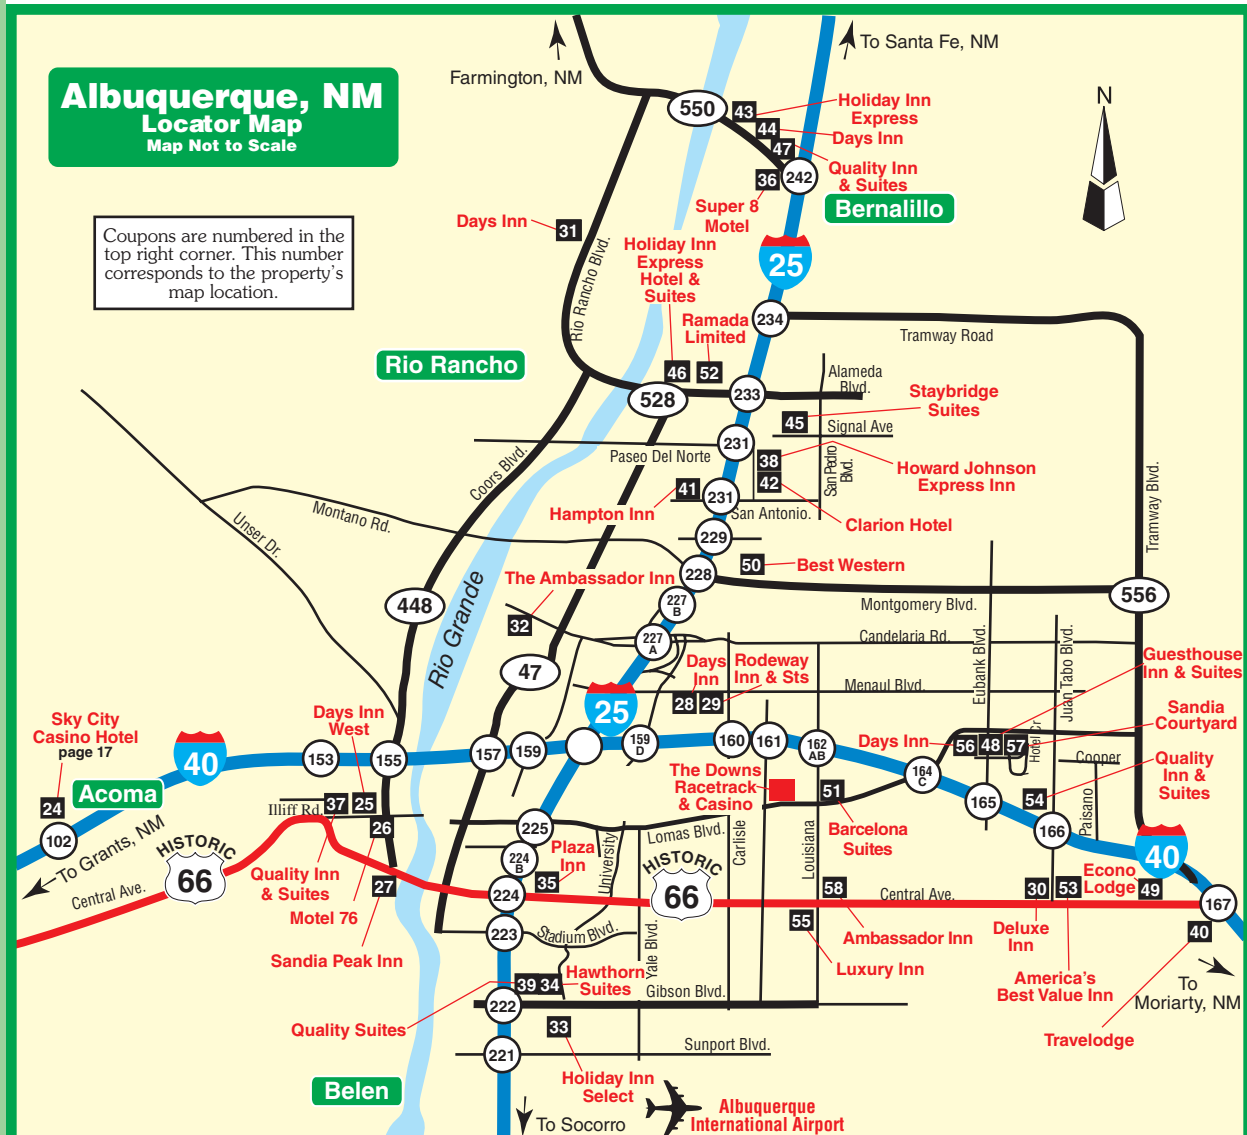 To Santa Fe, NM
Farmington, NM
Albuquerque, NM
Locator Map
Map Not to Scale
N
550
43
Holiday Inn
Express
44
Days Inn
47
Quality Inn
& Suites
36
242
Super 8
Motel
Bernalillo
Coupons are numbered in the
top right corner. This number
corresponds to the property's
map location.
Days Inn
31
Rio Rancho Blvd.
Holiday Inn
Express
Hotel &
Suites
25
Ramada
Limited
234
Tramway Road
Rio Rancho
46
52
528
233
Alameda
Blvd.
Staybridge
Suites
45
Signal Ave
231
Paseo Del Norte
Coors Blvd.
38
San Pedro
Blvd.
Howard Johnson
Express Inn
42
41
231
Hampton Inn
San Antonio.
Clarion Hotel
Tramway Blvd.
Montano Rd.
Unser Dr.
229
50
Best Western
228
The Ambassador Inn
Rio Grande
448
227
B
Montgomery Blvd.
556
32
227
A
Candelaria Rd.
Eubank Blvd.
Juan Tabo Blvd.
Guesthouse
Inn & Suites
47
Days
Inn
Rodeway
Inn & Sts
28
29
Menaul Blvd.
25
Sky City
Casino Hotel
page 17
Days Inn
West
Sandia
Courtyard
40
153
155
157
159
159
D
160
161
162
AB
Days Inn
56
48
57
Hotel Cr
Cooper
Quality
Inn &
Suites
164
C
The Downs
Racetrack
& Casino
51
Barcelona
Suites
165
54
166
Paisano
Acoma
24
102
To Grants, NM
Illiff Rd.
37
25
26
225
Lomas Blvd.
Carlisle
Louisiana
University
HISTORIC
66
Central Ave.
Quality Inn
& Suites
Motel 76
27
Sandia Peak Inn
224
B
Plaza
Inn
35
224
HISTORIC
66
58
Central Ave.
30
53
Econo
Lodge
49
40
167
40
Ambassador Inn
55
Luxury Inn
Deluxe
Inn
America's
Best Value Inn
Travelodge
To
Moriarty, NM
223
Stadium Blvd.
Yale Blvd.
39
34
Hawthorn
Suites
Gibson Blvd.
222
Quality Suites
33
Holiday Inn
Select
221
Sunport Blvd.
Belen
To Socorro
Albuquerque
International Airport